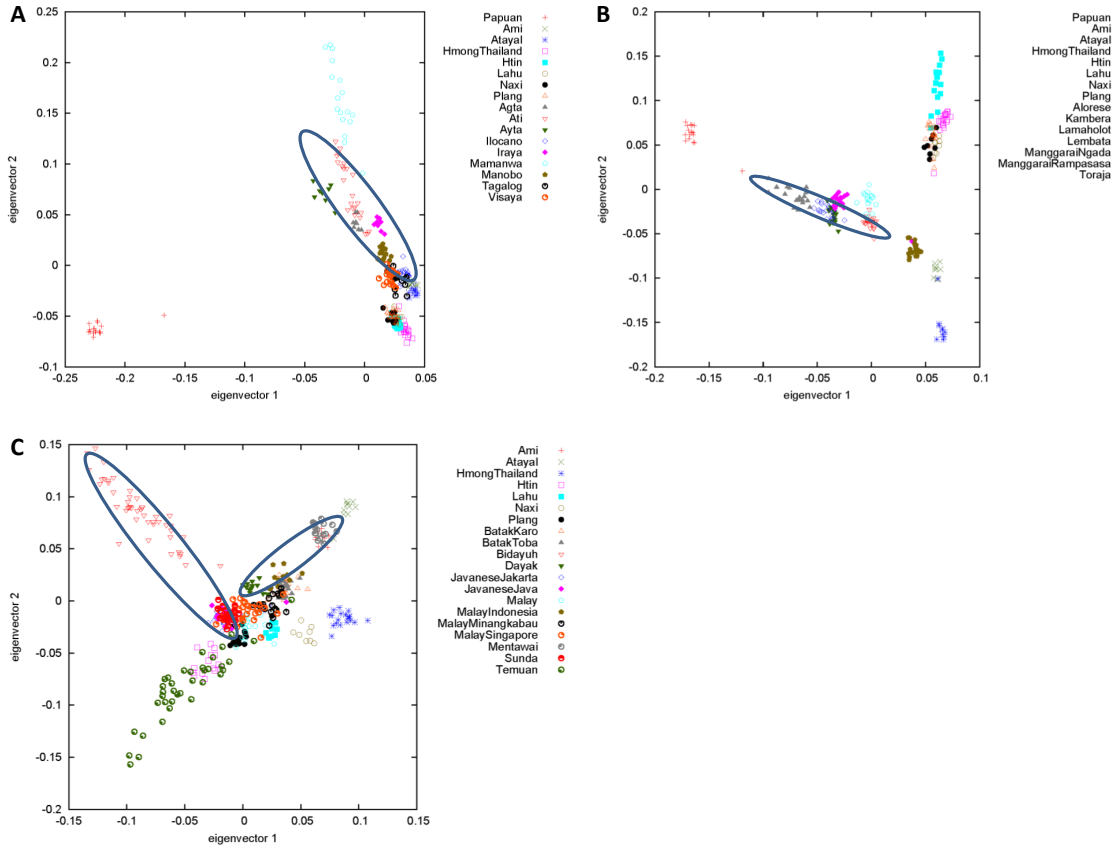 A
0.25
0.2
0.15
0.1
0.05
0
-0.05
-0.1
-0.25
-0.2
-0.15
-0.1
-0.05
0
0.05
eigenvector 2
eigenvector 1
Papuan
Ami
Atayal
HmongThailand
Htin
Lahu
Naxi
Plang
Agta
Ati
Ayta
Ilocano
Iraya
Mamanwa
Manobo
Tagalog
Visaya
B
0.2
0.15
0.1
0.05
0
-0.05
-0.1
-0.15
-0.2
-0.2
-0.15
-0.1
-0.05
0
0.05
0.1
eigenvector 2
eigenvector 1
Papuan
Ami
Atayal
HmongThailand
Htin
Lahu
Naxi
Plang
Alorese
Kambera
Lamaholot
Lembata
ManggaraiNgada
ManggaraiRampasasa
Toraja
C
0.15
0.1
0.05
0
-0.05
-0.1
-0.15
-0.2
-0.15
-0.1
-0.05
0
0.05
0.1
0.15
eigenvector 2
eigenvector 1
Ami
Atayal
HmongThailand
Htin
Lahu
Naxi
Plang
BatakKaro
BatakToba
Bidayuh
Dayak
JavaneseJakarta
JavaneseJava
Malay
MalayIndonesia
MalayMinangkabau
MalaySingapore
Mentawai
Sunda
Temuan